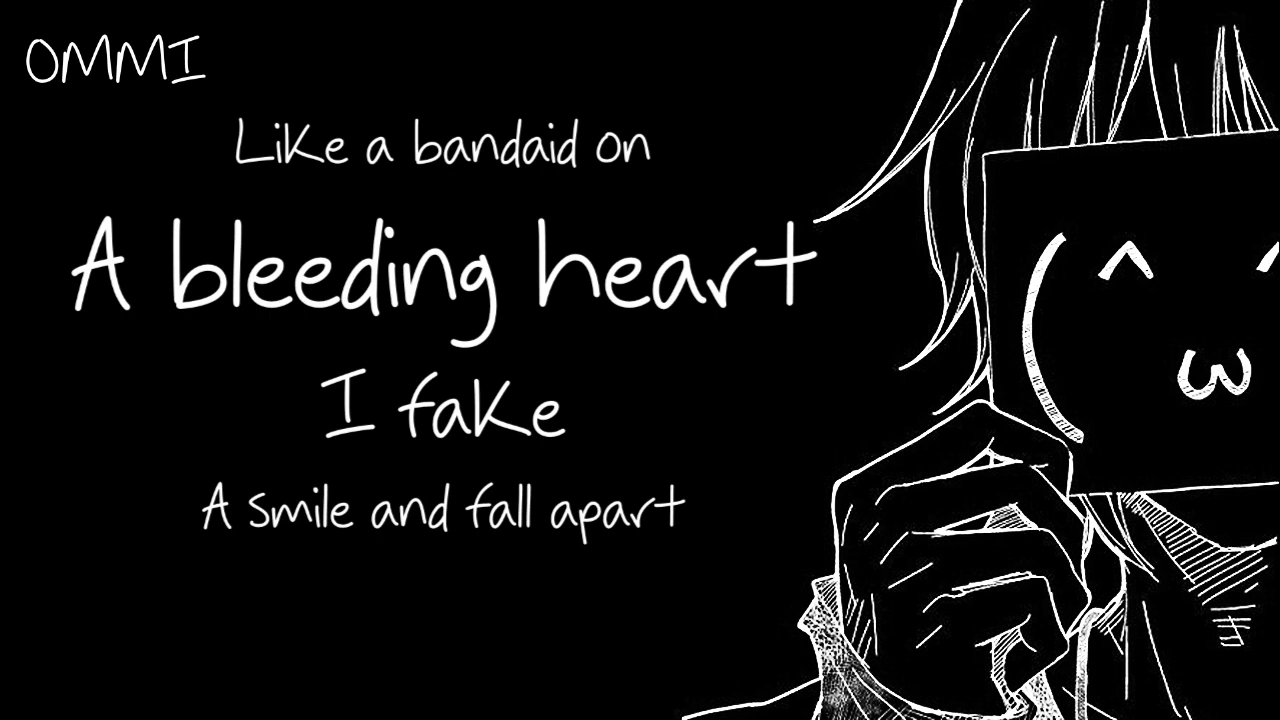 OMMI
Like a bandaid on
A bleeding heart
I fake
A smile and fall apart
( ^ ^
ω